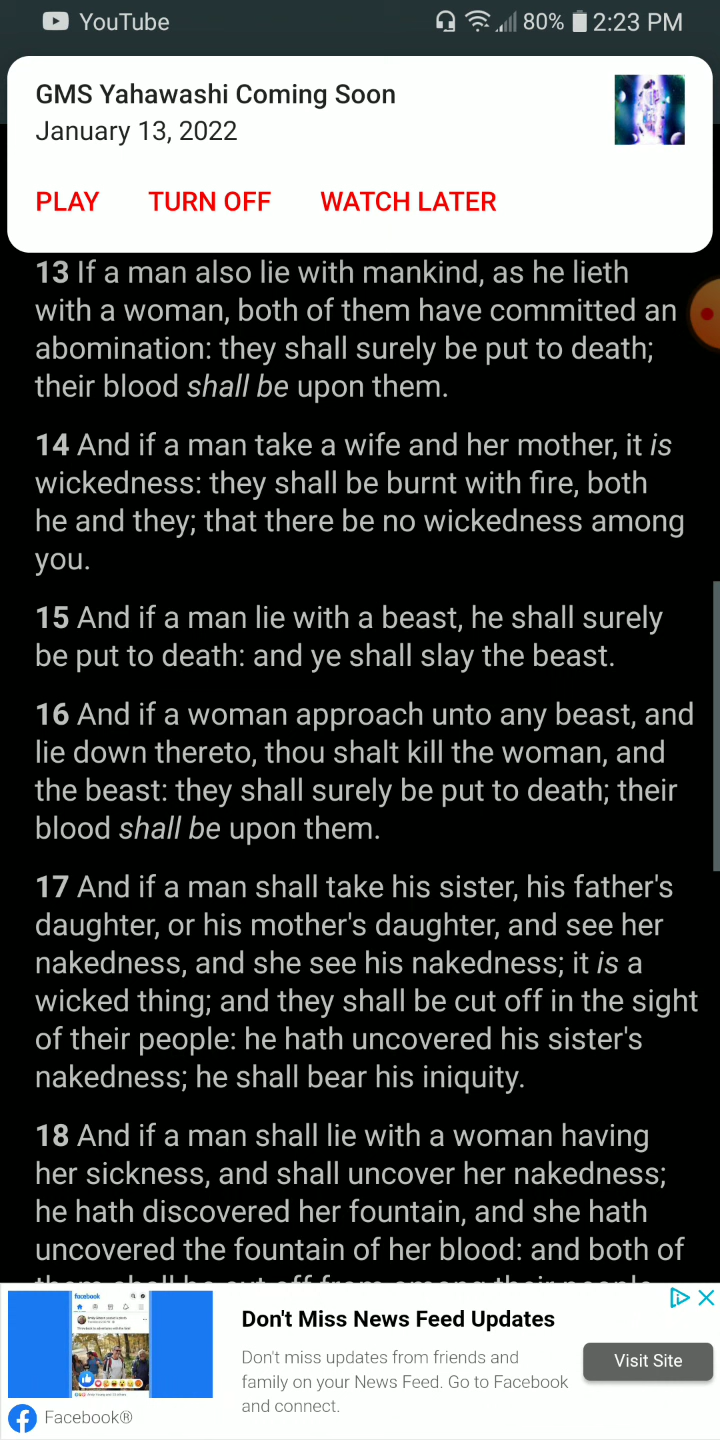 YouTube
80% 2:23 PM
GMS Yahawashi Coming Soon
January 13, 2022
PLAY TURN OFF WATCH LATER
13 If a man also lie with mankind, as he lieth
with a woman, both of them have committed an
abomination: they shall surely be put to death;
their blood shall be upon them.
14 And if a man take a wife and her mother, it is
wickedness: they shall be burnt with fire, both
he and they; that there be no wickedness among
you.
15 And if a man lie with a beast, he shall surely
be put to death: and ye shall slay the beast.
16 And if a woman approach unto any beast, and
lie down thereto, thou shalt kill the woman, and
the beast: they shall surely be put to death; their
blood shall be upon them.
17 And if a man shall take his sister, his father's
daughter, or his mother's daughter, and see her
nakedness, and she see his nakedness; it is a
wicked thing; and they shall be cut off in the sight
of their people: he hath uncovered his sister's
nakedness; he shall bear his iniquity.
18 And if a man shall lie with a woman having
her sickness, and shall uncover her nakedness;
he hath discovered her fountain, and she hath
uncovered the fountain of her blood: and both of
them shall be cut off from among their people.
facebook
Don't Miss News Feed Updates
Don't miss updates from friends and
family on your News Feed. Go to Facebook
and connect.
Visit Site
Facebook®